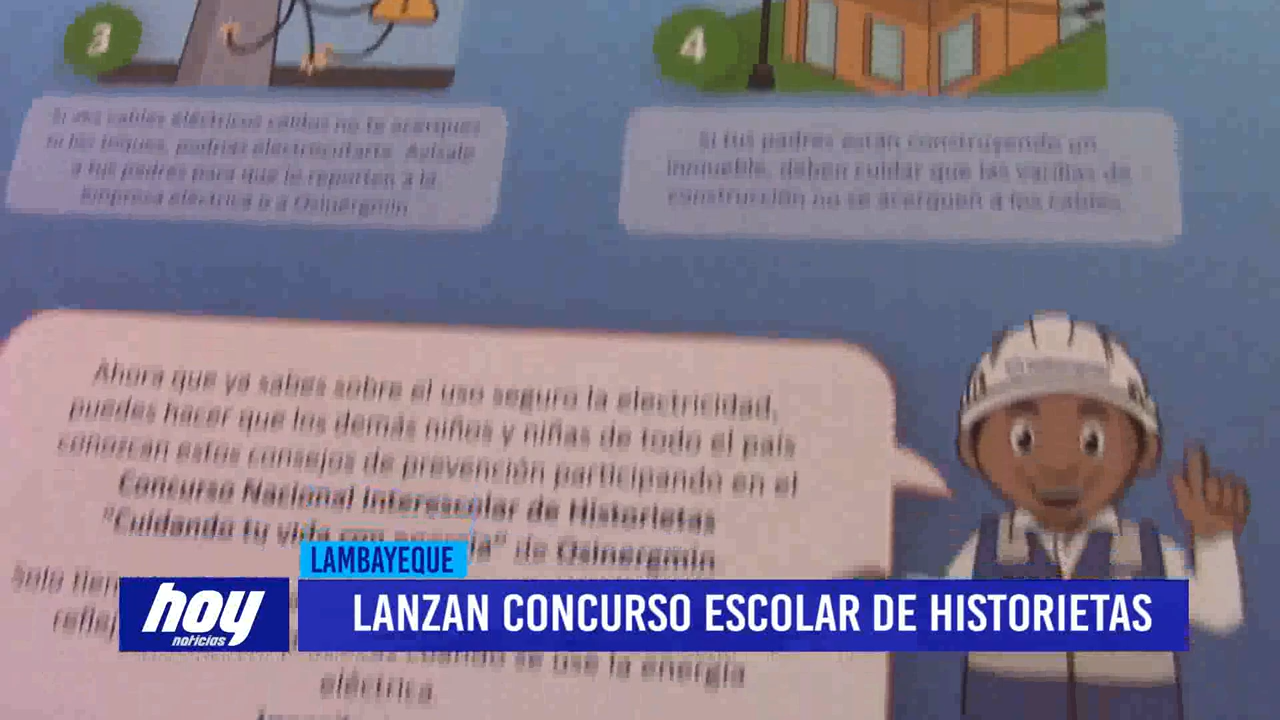 3
4
Si ves cables eléctricos caídos no te acerques
ni los toques, podrías electrocutarte. Avísale
a tus padres para que lo reporten a la
empresa eléctrica o a Osinergmin
Si tus padres están construyendo un
inmueble, deben cuidar que las varillas de
construcción no se acerquen a los cables.
Ahora que ya sabes sobre el uso seguro la electricidad,
puedes hacer que los demás niños y niñas de todo el país
conozcan estos consejos de prevención participando en el
Concurso Nacional Interescolar de Historietas
"Cuidando tu vida con energía" de Osinergmin
Solo
LAMBAYEQUE
hoy
noticias
LANZAN CONCURSO ESCOLAR DE HISTORIETAS
cuando se use la energía
eléctrica.